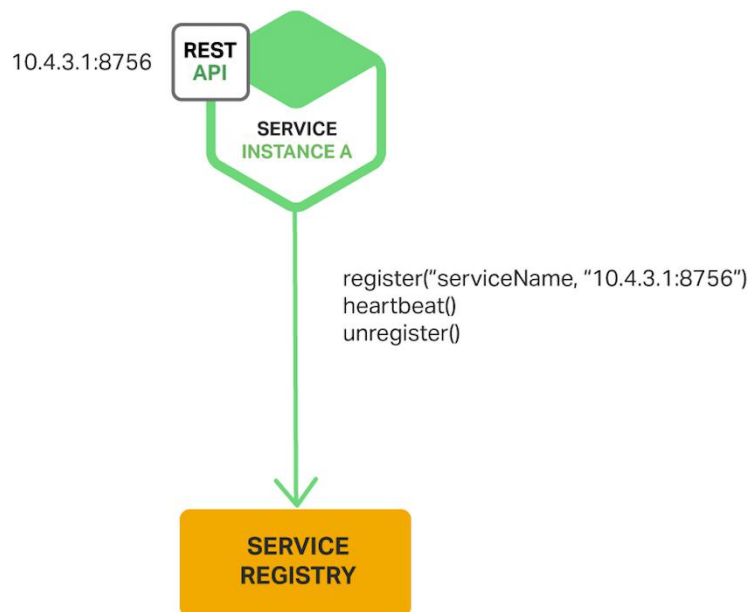 10.4.3.1:8756
REST
API
SERVICE
INSTANCE A
register(“serviceName, “10.4.3.1:8756”)
heartbeat()
unregister()
SERVICE
REGISTRY